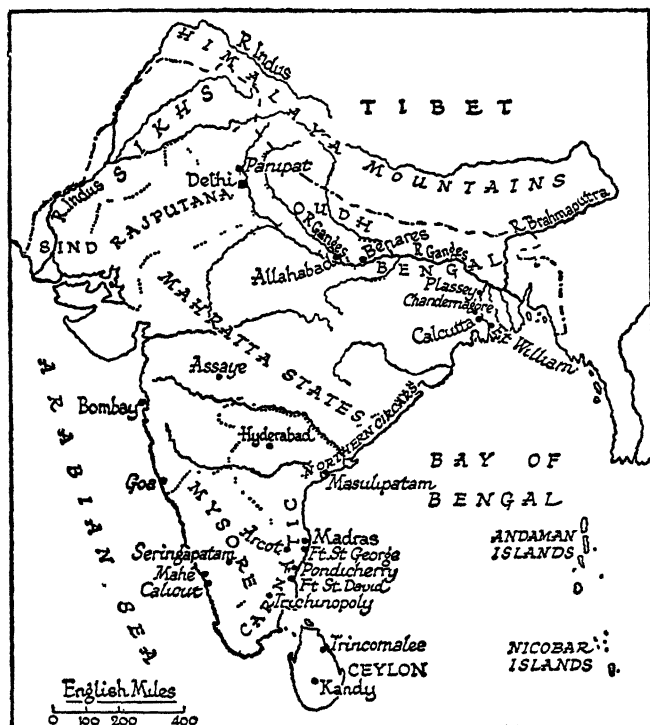 HIMALAYA MOUNTAINS
R Indus
TIBET
SIKHS
R. Indus
Panipat
Delhi
RAJPUTANA
SIND
OUDH
R Ganges
Benares
R Ganges
R Brahmaputra
Allahabad
BENGAL
Plassey
Chandernagore
Calcutta
Ft William
MAHRATTA STATES
Assaye
Bombay
Hyderabad
NORTHERN CIRCARS
ARABIAN SEA
Goa
Masulipatam
BAY OF
BENGAL
MYSORE
Arcot
CARNATIC
Madras
Ft. St George
Pondicherry
Ft St. David
Trichinopoly
Seringapatam
Mahé
Calicut
ANDAMAN
ISLANDS
Trincomalee
CEYLON
Kandy
NICOBAR
ISLANDS
English Miles
0 200 400